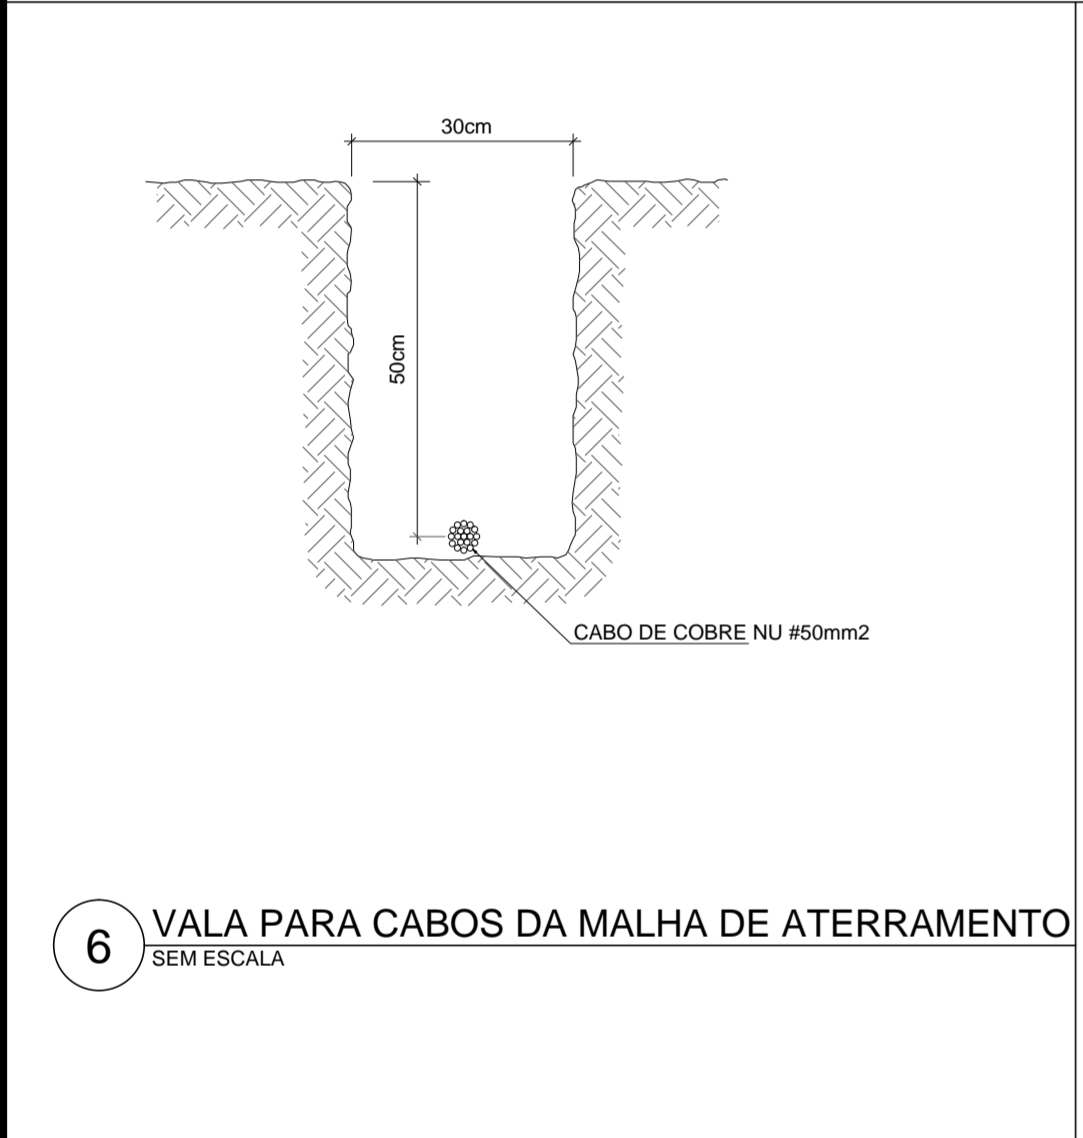 30cm
50cm
CABO DE COBRE NU #50mm2
6
VALA PARA CABOS DA MALHA DE ATERRAMENTO
SEM ESCALA